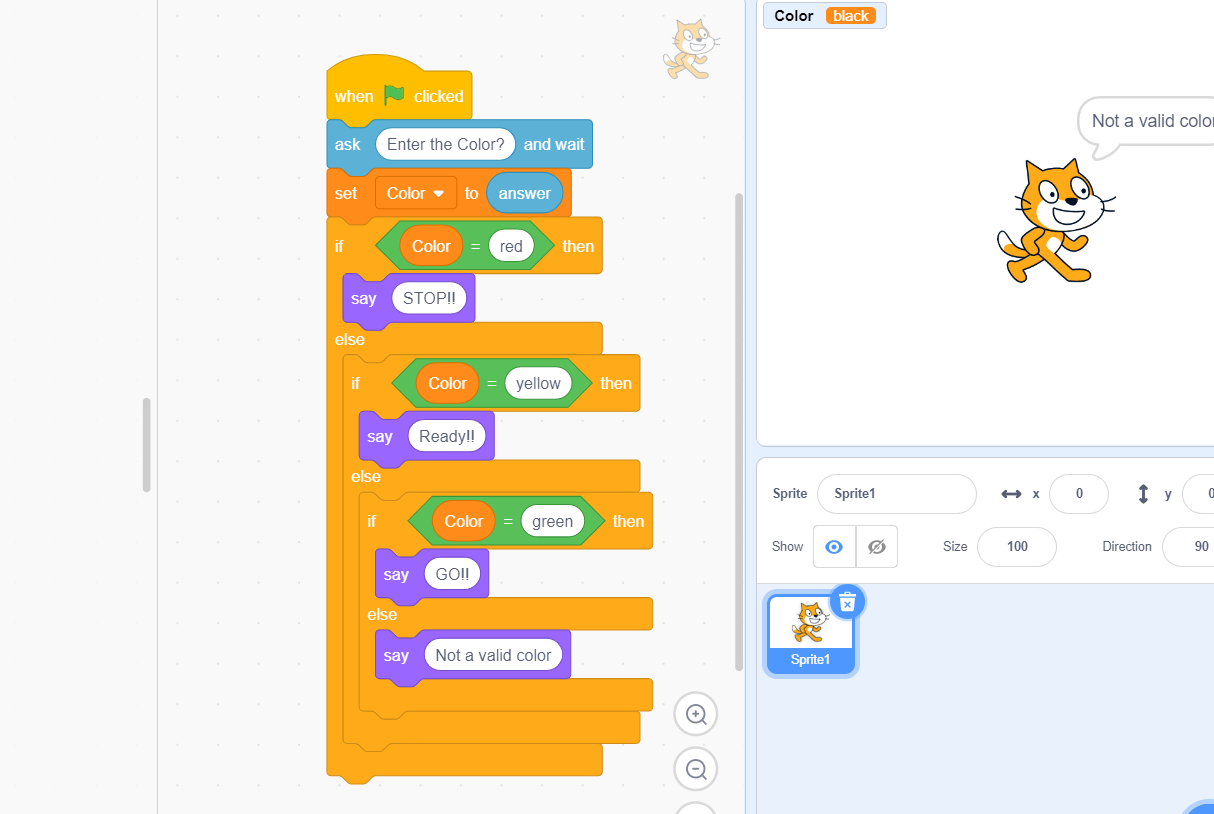 when clicked
ask Enter the Color? and wait
set Color to answer
if Color = red then
say STOP!!
else
if Color = yellow then
say Ready!!
else
if Color = green then
say GO!!
else
say Not a valid color
Color black
Not a valid color
Sprite Sprite1 x 0 y 0
Show Size 100 Direction 90
Sprite1